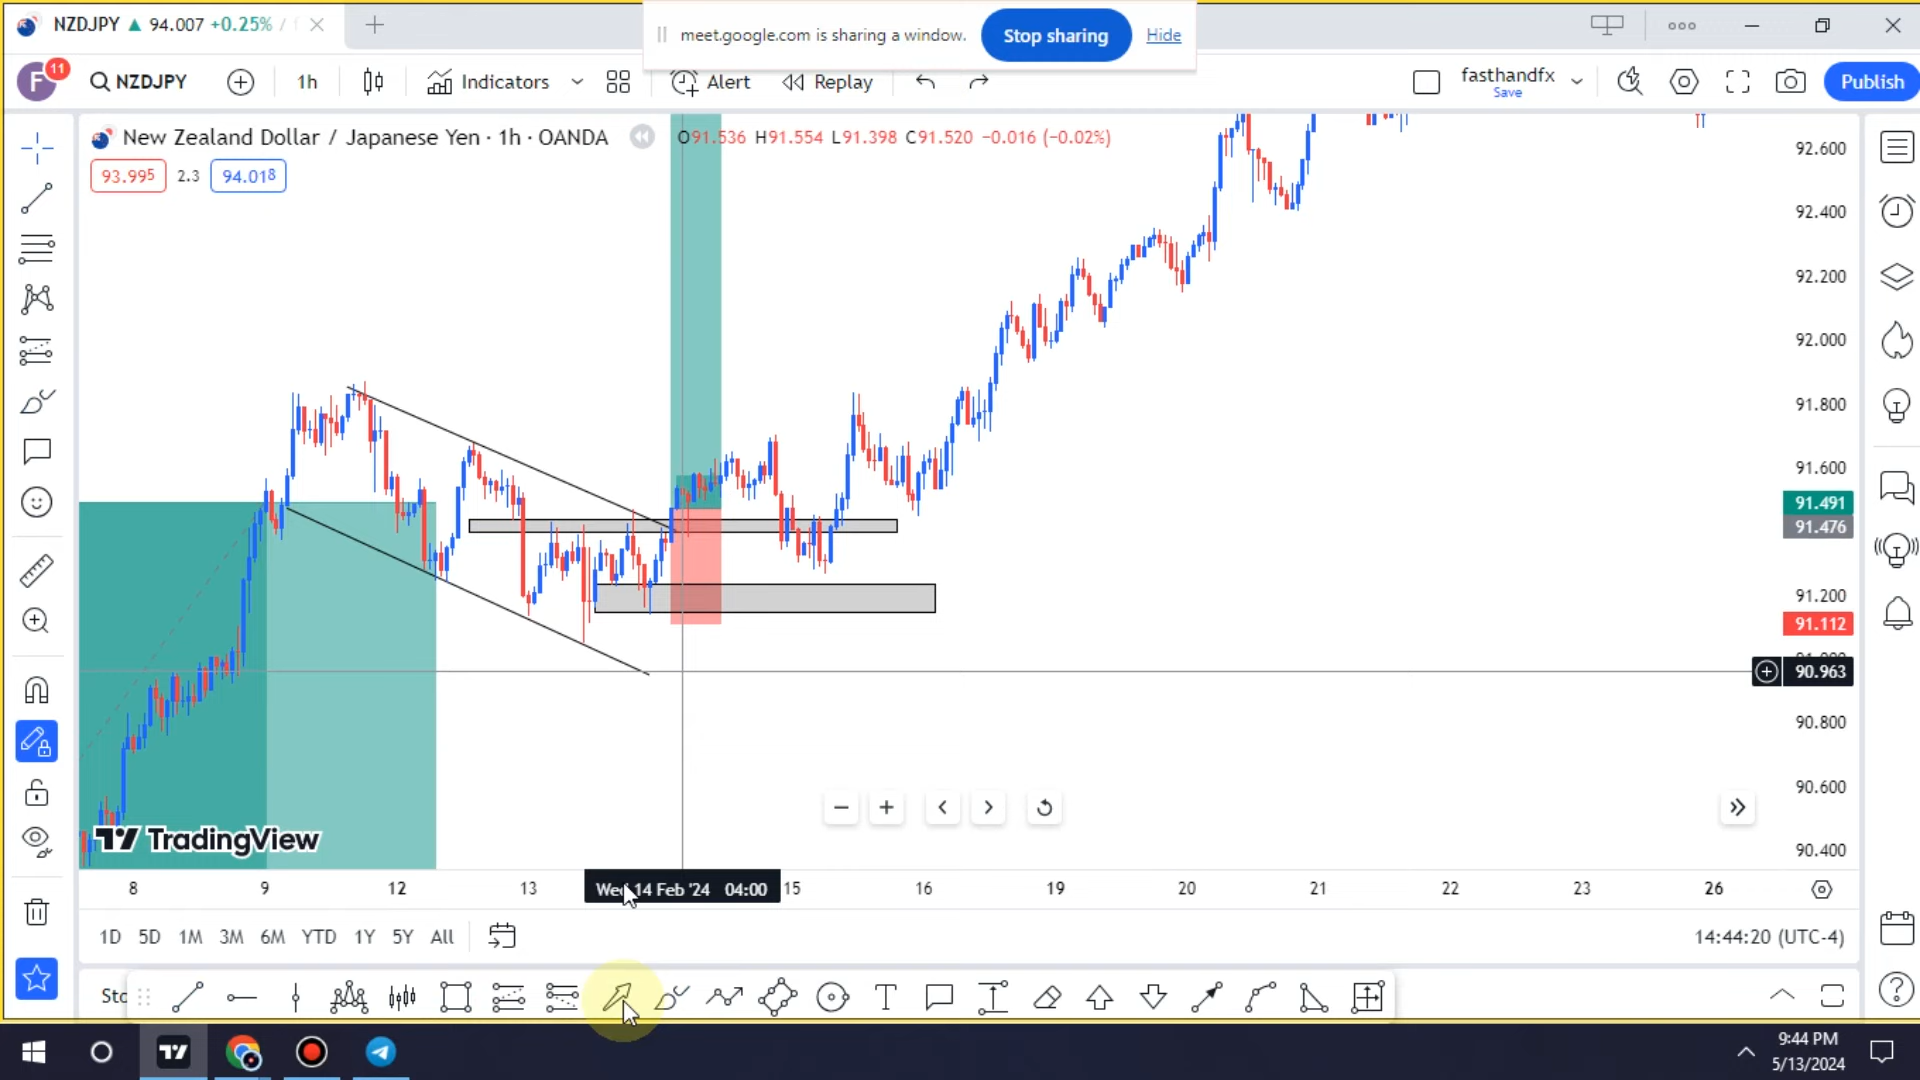 NZDJPY ▲ 94.007 +0.25% /
meet.google.com is sharing a window.
Stop sharing
Hide
F
11
NZDJPY
1h
Indicators
Alert
Replay
fasthandfx
Save
Publish
New Zealand Dollar / Japanese Yen · 1h · OANDA
O91.536 H91.554 L91.398 C91.520 −0.016 (−0.02%)
93.995
2.3
94.018
92.600
92.400
92.200
92.000
91.800
91.600
91.491
91.476
91.200
91.112
90.963
90.800
90.600
90.400
TradingView
8
9
12
13
Wed 14 Feb '24 04:00
15
16
19
20
21
22
23
26
1D 5D 1M 3M 6M YTD 1Y 5Y All
14:44:20 (UTC-4)
Sto
9:44 PM
5/13/2024